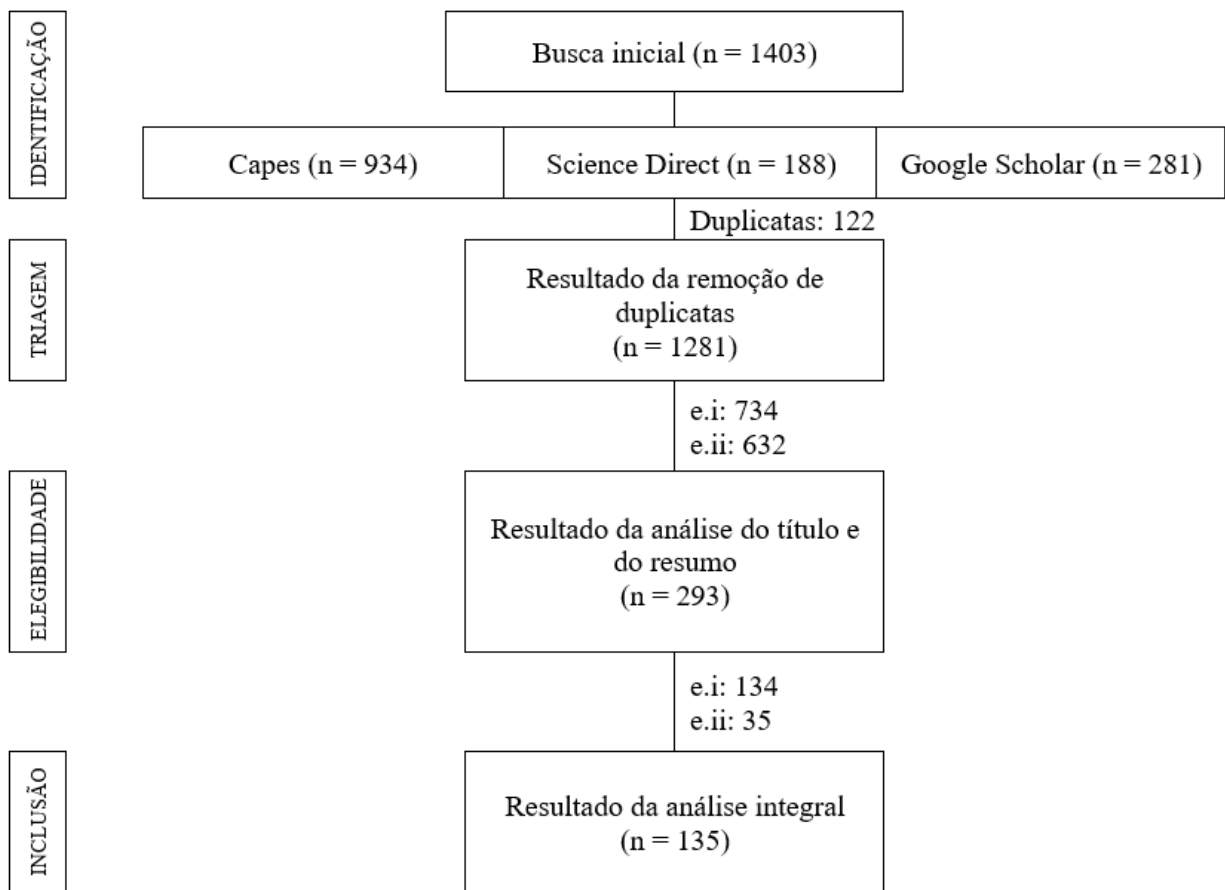 IDENTIFICAÇÃO
Busca inicial (n = 1403)
Capes (n = 934)
Science Direct (n = 188)
Google Scholar (n = 281)
Duplicatas: 122
TRIAGEM
Resultado da remoção de
duplicatas
(n = 1281)
e.i: 734
e.ii: 632
ELEGIBILIDADE
Resultado da análise do título e
do resumo
(n = 293)
e.i: 134
e.ii: 35
INCLUSÃO
Resultado da análise integral
(n = 135)